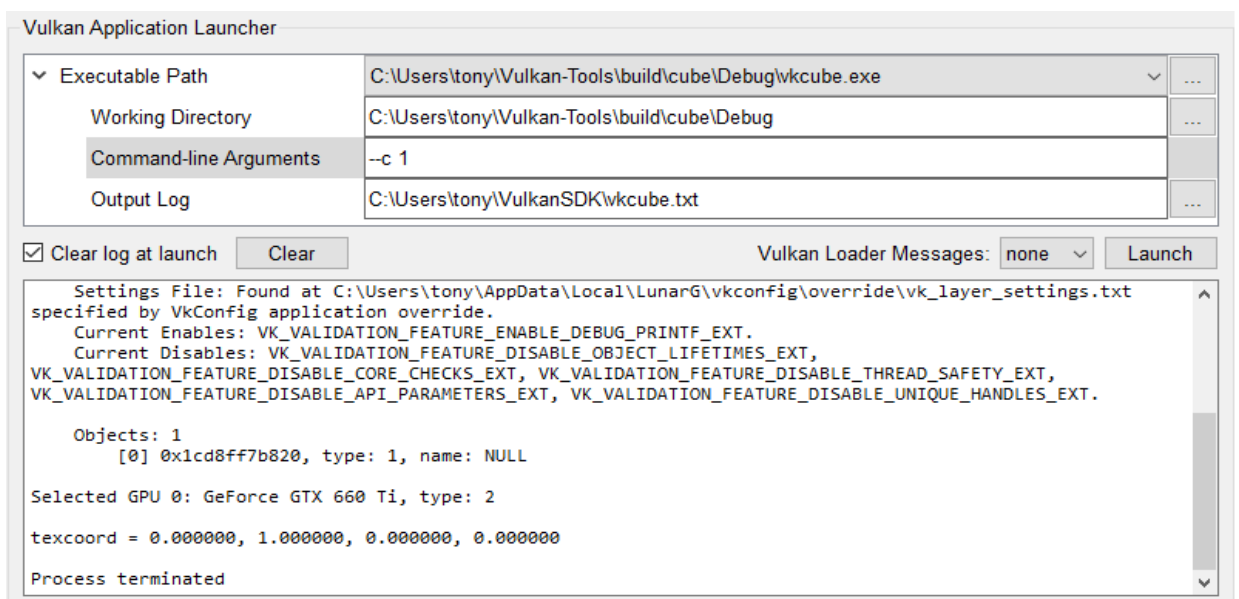 Vulkan Application Launcher
Executable Path C:\Users\tony\Vulkan-Tools\build\cube\Debug\vkcube.exe ...
Working Directory C:\Users\tony\Vulkan-Tools\build\cube\Debug ...
Command-line Arguments --c 1
Output Log C:\Users\tony\VulkanSDK\vkcube.txt ...
Clear log at launch Clear Vulkan Loader Messages: none Launch
Settings File: Found at C:\Users\tony\AppData\Local\LunarG\vkconfig\override\vk_layer_settings.txt
specified by VkConfig application override.
Current Enables: VK_VALIDATION_FEATURE_ENABLE_DEBUG_PRINTF_EXT.
Current Disables: VK_VALIDATION_FEATURE_DISABLE_OBJECT_LIFETIMES_EXT,
VK_VALIDATION_FEATURE_DISABLE_CORE_CHECKS_EXT, VK_VALIDATION_FEATURE_DISABLE_THREAD_SAFETY_EXT,
VK_VALIDATION_FEATURE_DISABLE_API_PARAMETERS_EXT, VK_VALIDATION_FEATURE_DISABLE_UNIQUE_HANDLES_EXT.
Objects: 1
[0] 0x1cd8ff7b820, type: 1, name: NULL
Selected GPU 0: GeForce GTX 660 Ti, type: 2
texcoord = 0.000000, 1.000000, 0.000000, 0.000000
Process terminated